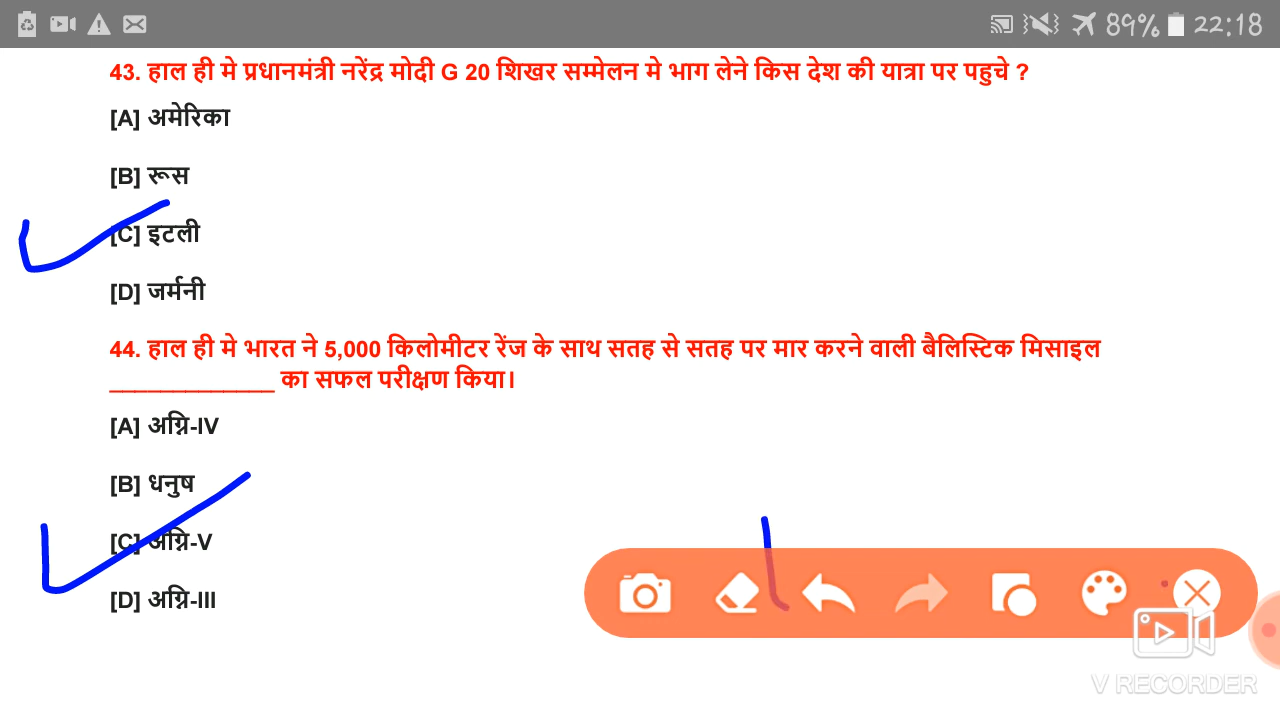 89% 22:18
43. हाल ही मे प्रधानमंत्री नरेंद्र मोदी G 20 शिखर सम्मेलन मे भाग लेने किस देश की यात्रा पर पहुचे ?
[A] अमेरिका
[B] रूस
[C] इटली
[D] जर्मनी
44. हाल ही मे भारत ने 5,000 किलोमीटर रेंज के साथ सतह से सतह पर मार करने वाली बैलिस्टिक मिसाइल
_____________ का सफल परीक्षण किया।
[A] अग्नि-IV
[B] धनुष
[C] अग्नि-V
[D] अग्नि-III
V RECORDER